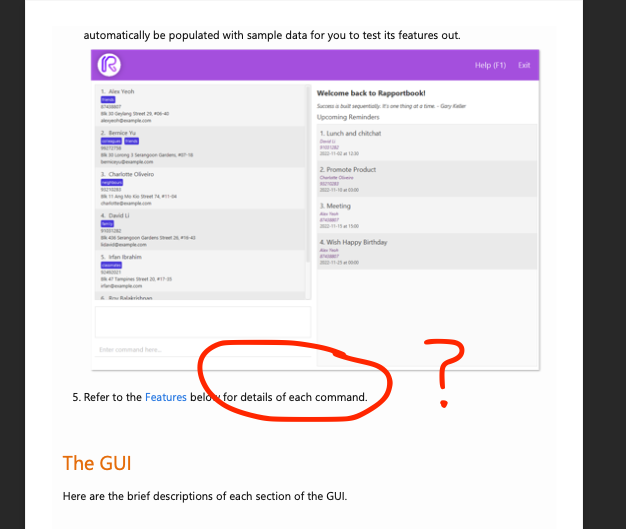 automatically be populated with sample data for you to test its features out.
R
Help (F1) Exit
1. Alex Yeoh
friends
87438807
Blk 30 Geylang Street 29, #06-40
alexyeoh@example.com
2. Bernice Yu
colleagues friends
Blk 30 Lorong 3 Serangoon Gardens, #07-18
berniceyu@example.com
3. Charlotte Oliveiro
neighbours
93210283
Blk 11 Ang Mo Kio Street 74, #11-04
charlotte@example.com
4. David Li
family
91031282
Blk 436 Serangoon Gardens Street 26, #16-43
lidavid@example.com
5. Irfan Ibrahim
classmates
92492021
Blk 47 Tampines Street 20, #17-35
irfan@example.com
6. Roy Balakrishnan
Enter command here...
Welcome back to Rapportbook!
Success is built sequentially. It's one thing at a time. - Gary Keller
Upcoming Reminders
1. Lunch and chitchat
David Li
91031282
2022-11-02 at 12:30
2. Promote Product
Charlotte Oliveiro
93210283
2022-11-10 at 03:00
3. Meeting
Alex Yeoh
87438807
2022-11-15 at 15:00
4. Wish Happy Birthday
Alex Yeoh
87438807
?
5. Refer to the Features below for details of each command.
The GUI
Here are the brief descriptions of each section of the GUI.